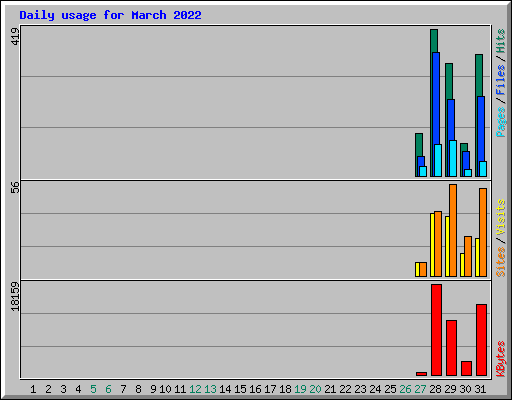 Daily usage for March 2022
419
Pages/Files/Hits
56
Sites/Visits
18159
KBytes
1 2 3 4 5 6 7 8 9 10 11 12 13 14 15 16 17 18 19 20 21 22 23 24 25 26 27 28 29 30 31